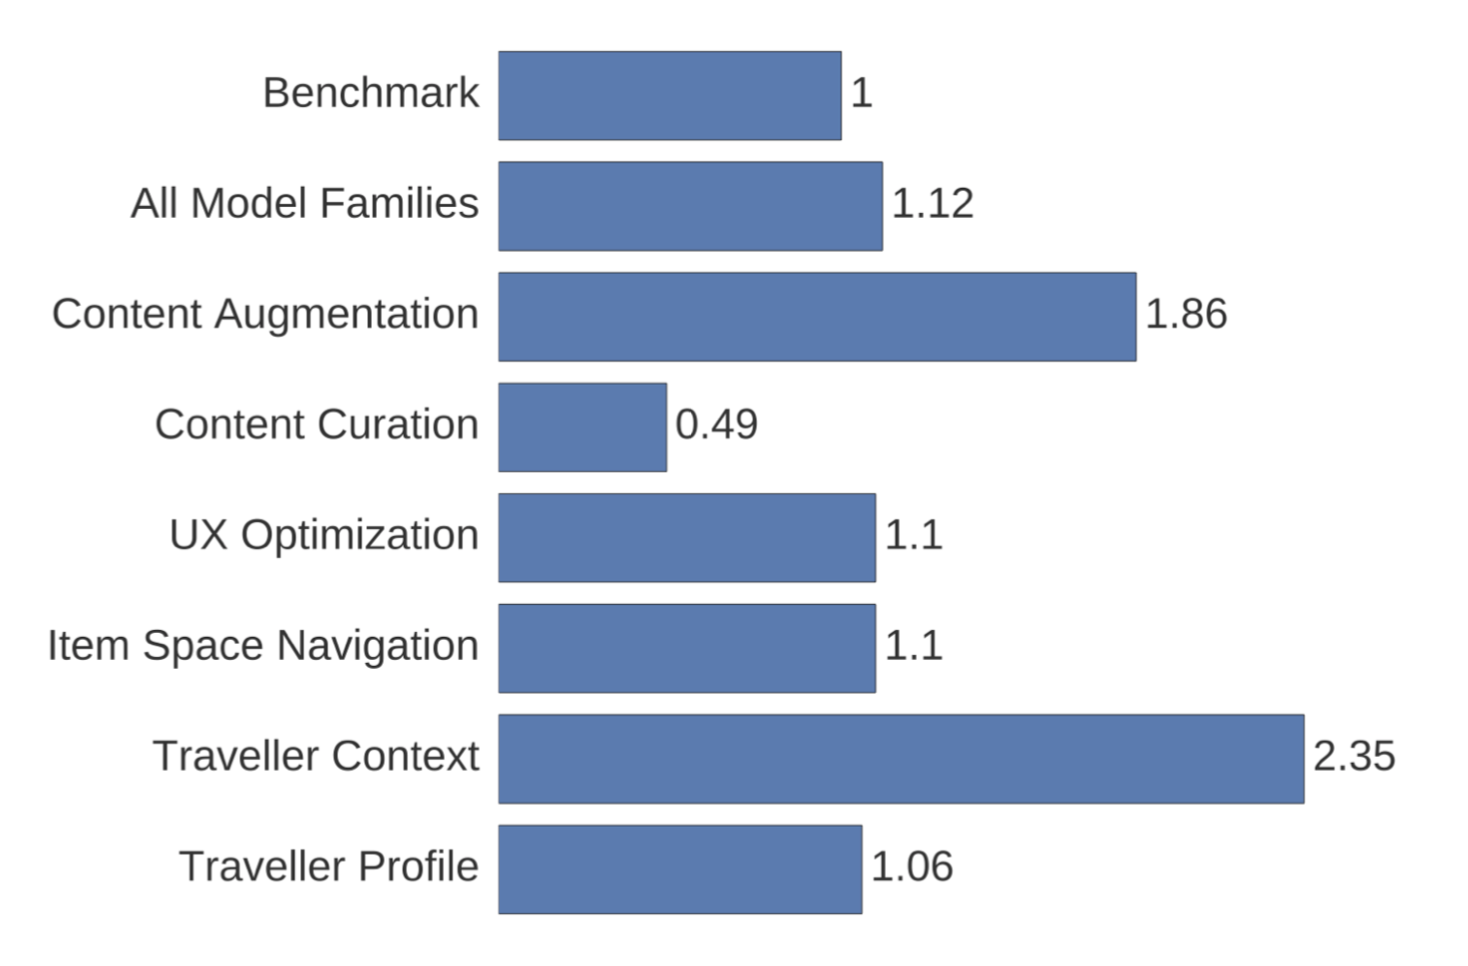 Benchmark 1
All Model Families 1.12
Content Augmentation 1.86
Content Curation 0.49
UX Optimization 1.1
Item Space Navigation 1.1
Traveller Context 2.35
Traveller Profile 1.06